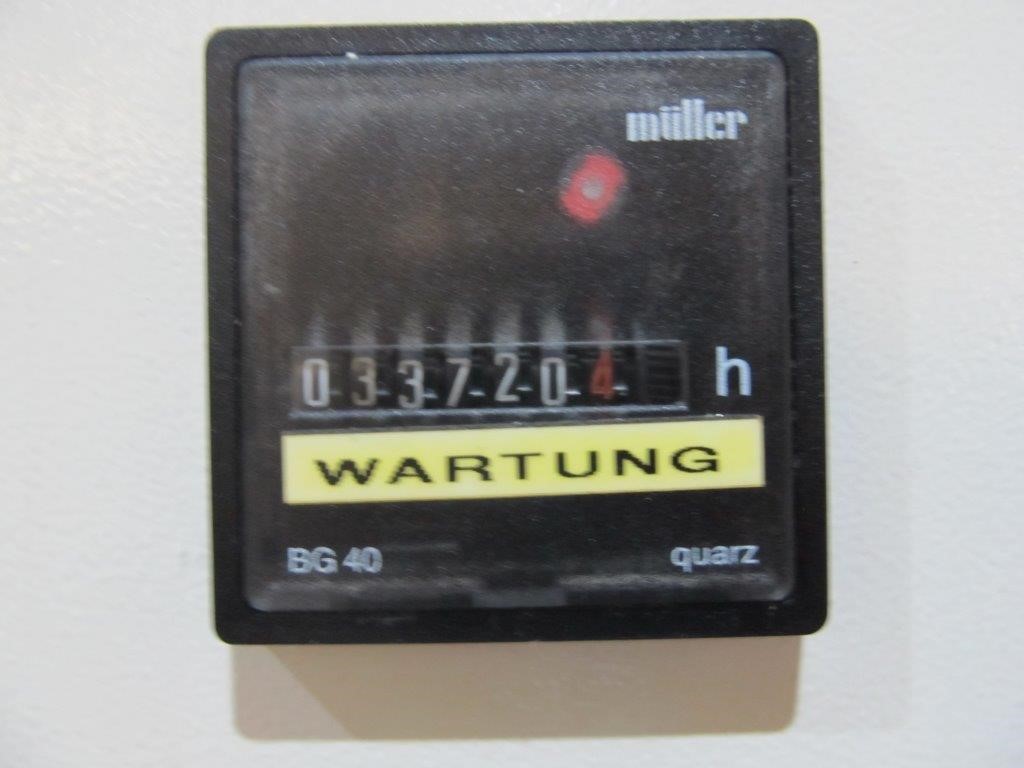 müller
0337204 h
WARTUNG
BG 40 quarz